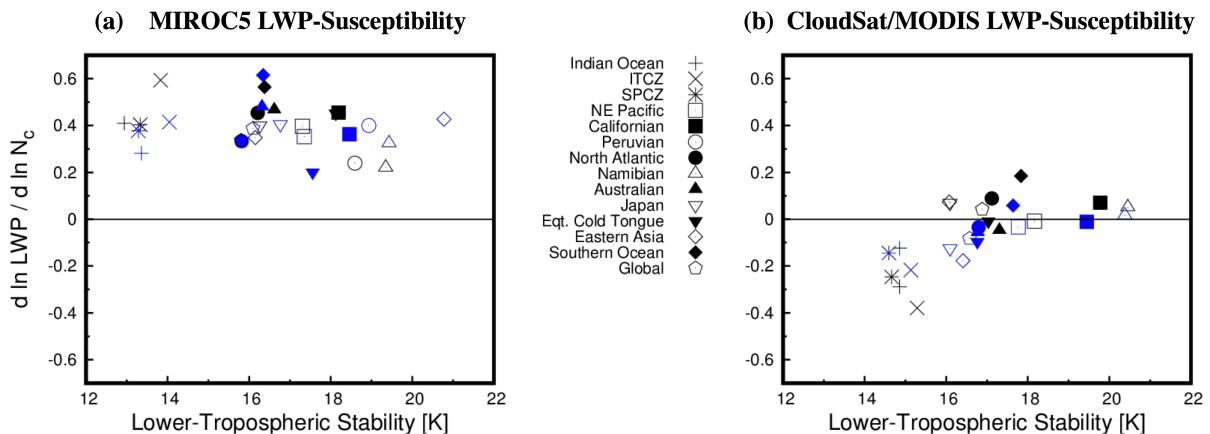 (a) MIROC5 LWP-Susceptibility
d ln LWP / d ln N_c
0.6
0.4
0.2
0
-0.2
-0.4
-0.6
12 14 16 18 20 22
Lower-Tropospheric Stability [K]
Indian Ocean
ITCZ
SPCZ
NE Pacific
Californian
Peruvian
North Atlantic
Namibian
Australian
Japan
Eqt. Cold Tongue
Eastern Asia
Southern Ocean
Global
(b) CloudSat/MODIS LWP-Susceptibility
0.6
0.4
0.2
0
-0.2
-0.4
-0.6
12 14 16 18 20 22
Lower-Tropospheric Stability [K]